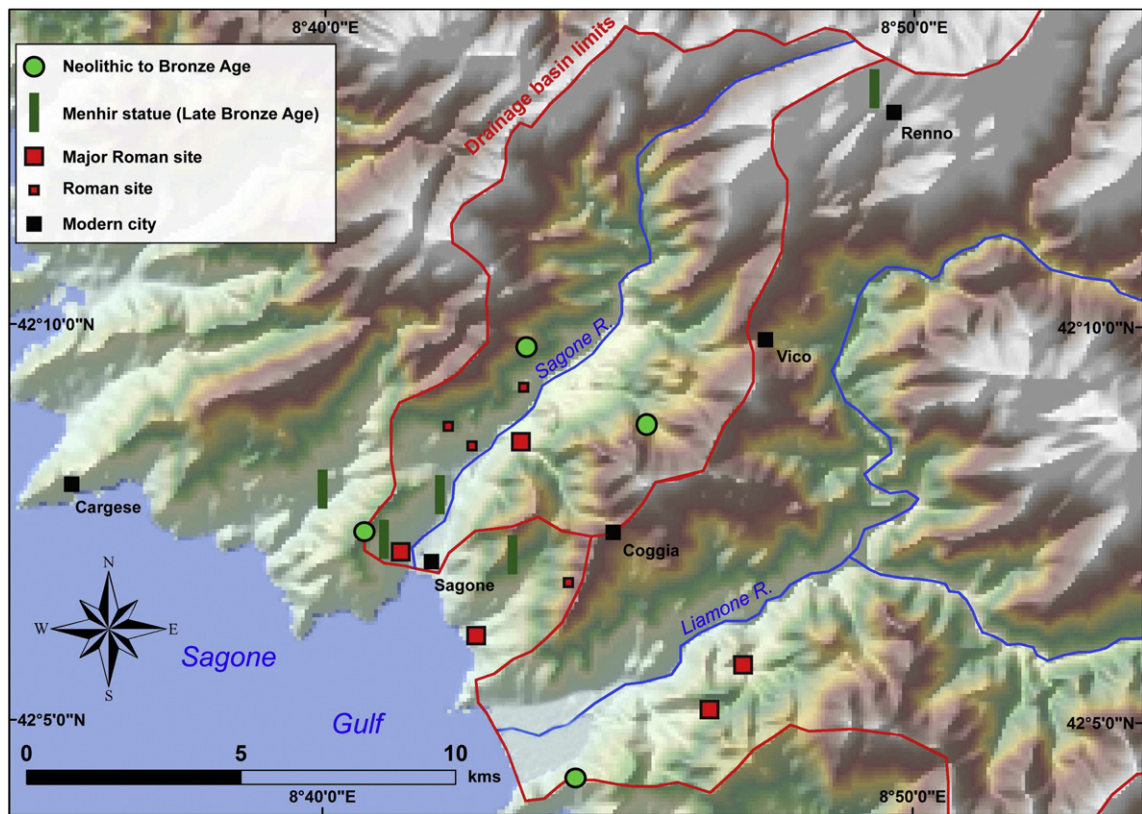 8°40'0"E
8°50'0"E
Neolithic to Bronze Age
Menhir statue (Late Bronze Age)
Major Roman site
Roman site
Modern city
Drainage basin limits
Renno
42°10'0"N
42°10'0"N
Sagone R.
Vico
Cargese
Coggia
Sagone
Liamone R.
N
W
E
S
Sagone
Gulf
42°5'0"N
42°5'0"N
0
5
10
kms
8°40'0"E
8°50'0"E